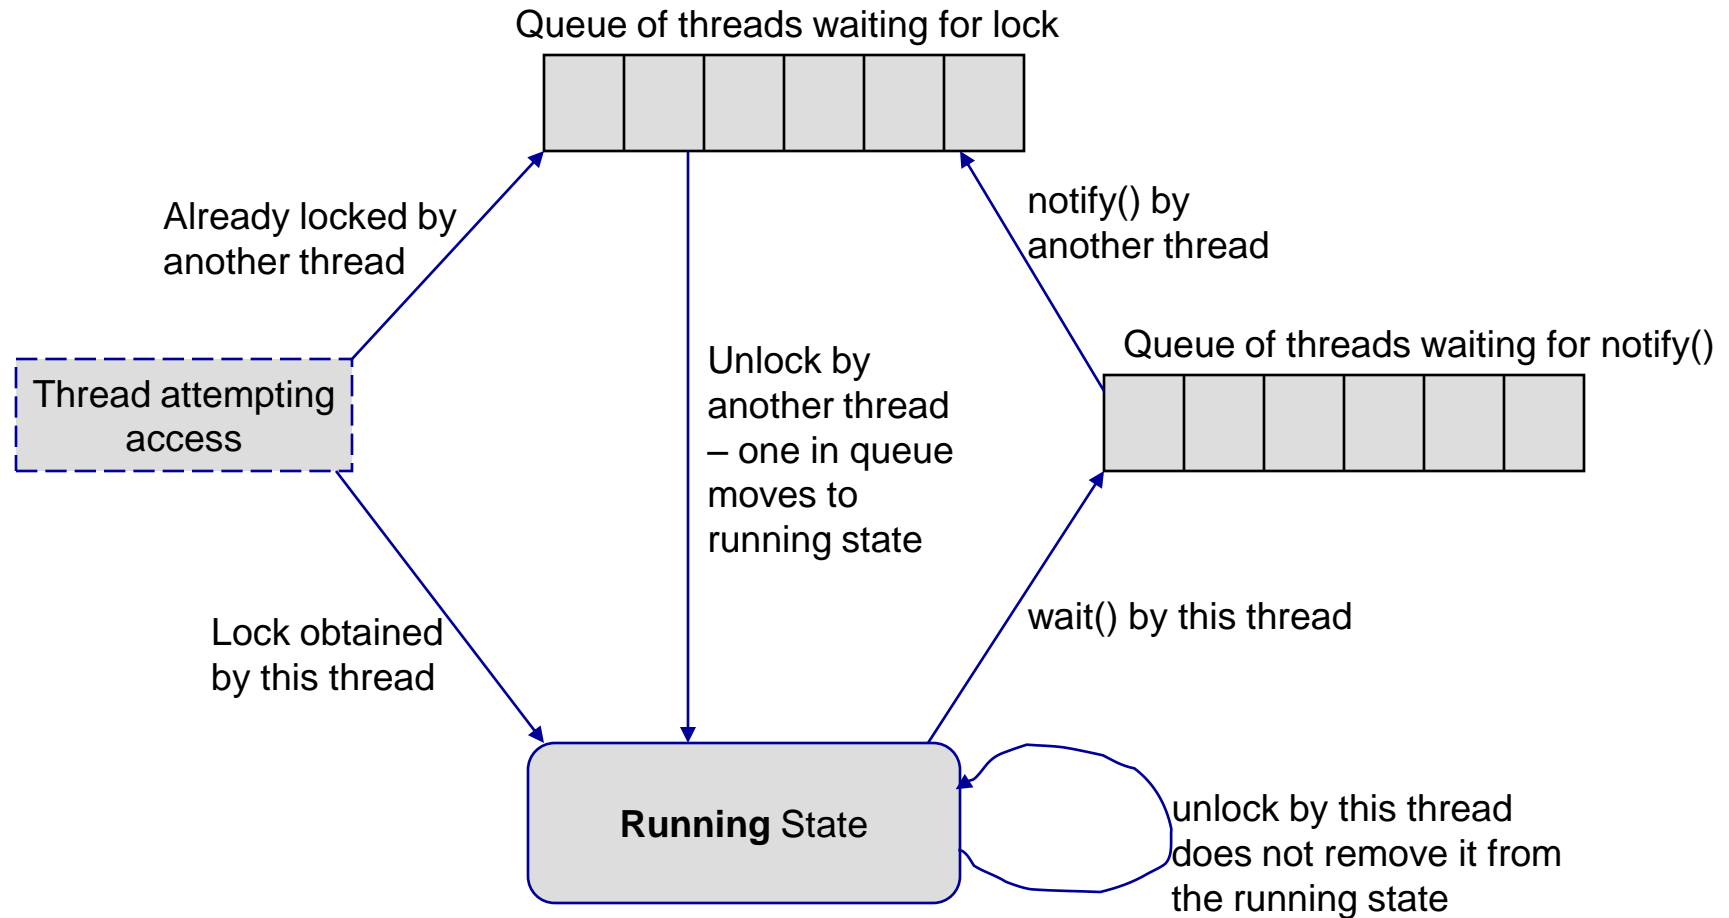 Queue of threads waiting for lock
Already locked by
another thread
notify() by
another thread
Queue of threads waiting for notify()
Thread attempting
access
Unlock by
another thread
– one in queue
moves to
running state
Lock obtained
by this thread
wait() by this thread
Running State
unlock by this thread
does not remove it from
the running state